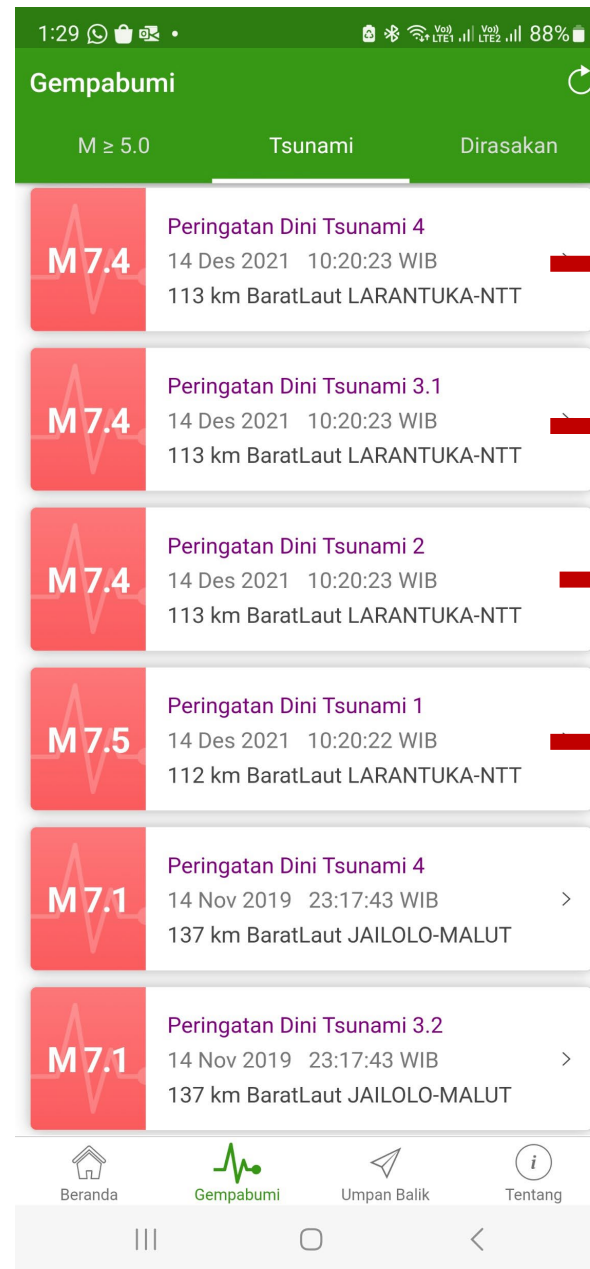 1:29
Vo)) LTE1 Vo)) LTE2 88%
Gempabumi
M ≥ 5.0 Tsunami Dirasakan
M 7.4
Peringatan Dini Tsunami 4
14 Des 2021 10:20:23 WIB
113 km BaratLaut LARANTUKA-NTT
M 7.4
Peringatan Dini Tsunami 3.1
14 Des 2021 10:20:23 WIB
113 km BaratLaut LARANTUKA-NTT
M 7.4
Peringatan Dini Tsunami 2
14 Des 2021 10:20:23 WIB
113 km BaratLaut LARANTUKA-NTT
M 7.5
Peringatan Dini Tsunami 1
14 Des 2021 10:20:22 WIB
112 km BaratLaut LARANTUKA-NTT
M 7.1
Peringatan Dini Tsunami 4
14 Nov 2019 23:17:43 WIB
137 km BaratLaut JAILOLO-MALUT
M 7.1
Peringatan Dini Tsunami 3.2
14 Nov 2019 23:17:43 WIB
137 km BaratLaut JAILOLO-MALUT
Beranda Gempabumi Umpan Balik Tentang